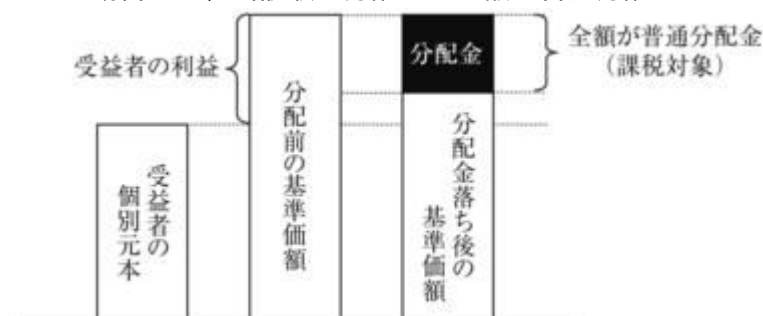 受益者の利益
分配金
全額が普通分配金
（課税対象）
受益者の
個別元本
分配前の基準価額
分配金落ち後の
基準価額